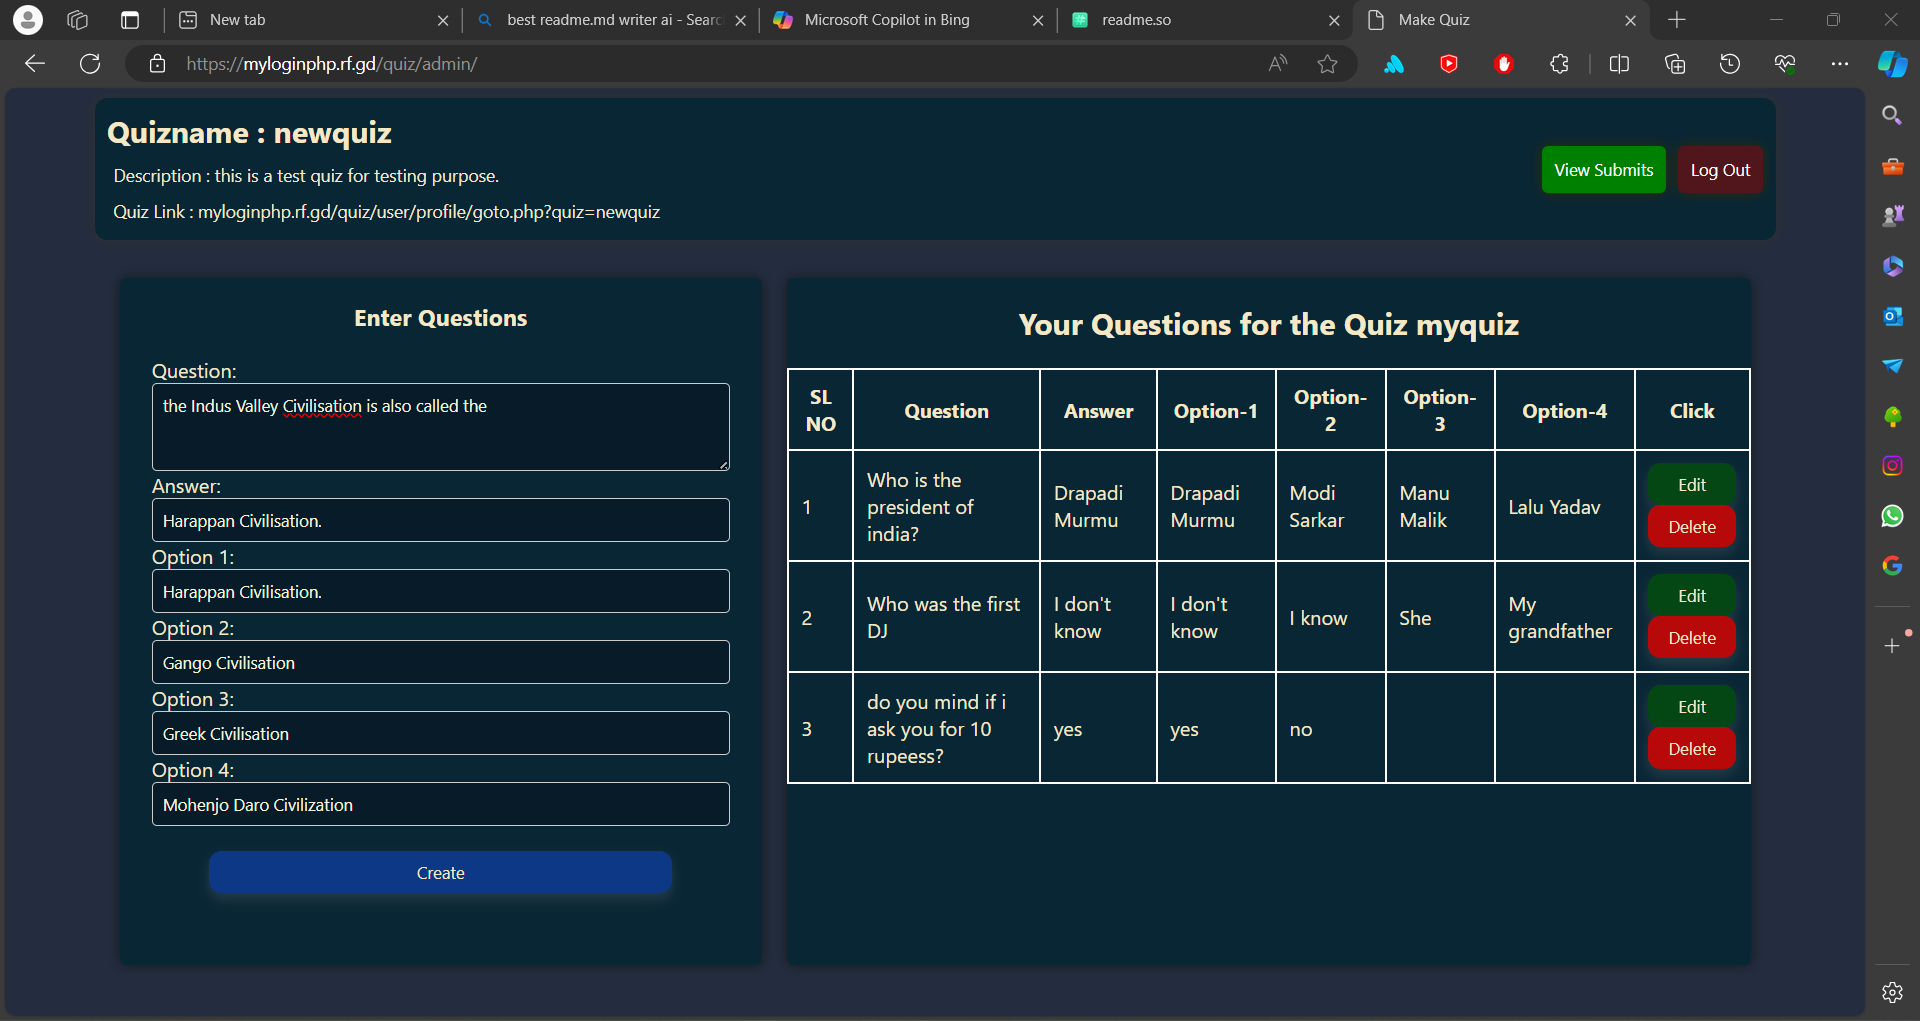 New tab
best readme.md writer ai - Searc
Microsoft Copilot in Bing
readme.so
Make Quiz
https://myloginphp.rf.gd/quiz/admin/
Quizname : newquiz
Description : this is a test quiz for testing purpose.
Quiz Link : myloginphp.rf.gd/quiz/user/profile/goto.php?quiz=newquiz
View Submits
Log Out
Enter Questions
Question:
the Indus Valley Civilisation is also called the
Answer:
Harappan Civilisation.
Option 1:
Harappan Civilisation.
Option 2:
Gango Civilisation
Option 3:
Greek Civilisation
Option 4:
Mohenjo Daro Civilization
Create
Your Questions for the Quiz myquiz
SL
NO
Question
Answer
Option-1
Option-
2
Option-
3
Option-4
Click
1
Who is the
president of
india?
Drapadi
Murmu
Drapadi
Murmu
Modi
Sarkar
Manu
Malik
Lalu Yadav
Edit
Delete
2
Who was the first
DJ
I don't
know
I don't
know
I know
She
My
grandfather
Edit
Delete
3
do you mind if i
ask you for 10
rupeess?
yes
yes
no
Edit
Delete